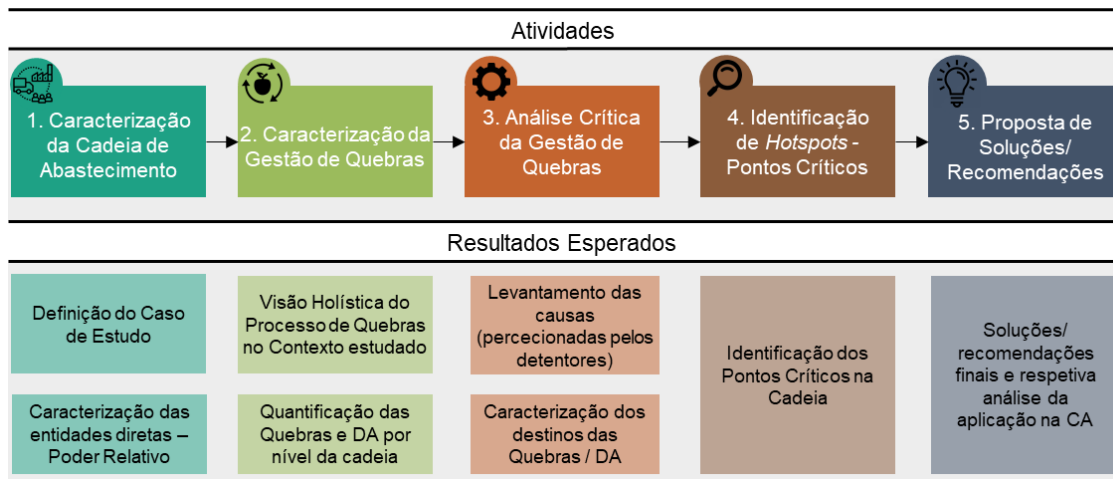 Atividades
1. Caracterização
da Cadeia de
Abastecimento
2. Caracterização da
Gestão de Quebras
3. Análise Crítica
da Gestão de
Quebras
4. Identificação
de Hotspots -
Pontos Críticos
5. Proposta de
Soluções/
Recomendações
Resultados Esperados
Definição do Caso
de Estudo
Visão Holística do
Processo de Quebras
no Contexto estudado
Levantamento das
causas
(percecionadas pelos
detentores)
Identificação dos
Pontos Críticos na
Cadeia
Soluções/
recomendações
finais e respetiva
análise da
aplicação na CA
Caracterização das
entidades diretas –
Poder Relativo
Quantificação das
Quebras e DA por
nível da cadeia
Caracterização dos
destinos das
Quebras / DA